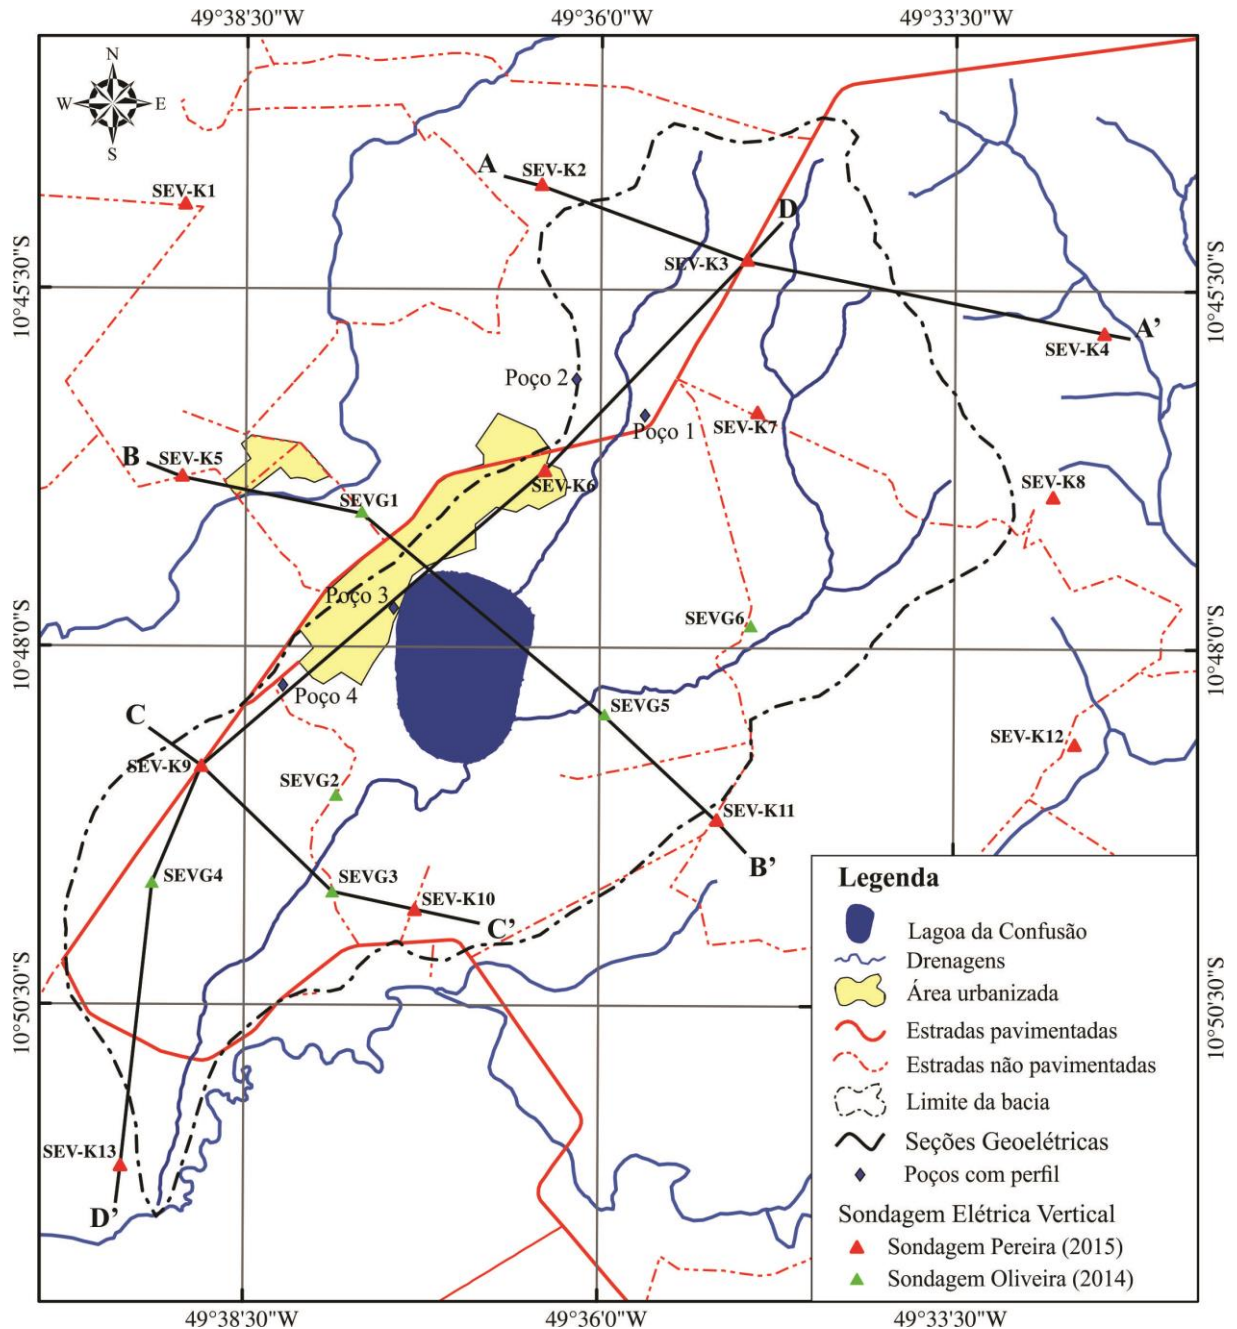 49°38'30"W
49°36'0"W
49°33'30"W
N
W
E
S
A
SEV-K2
SEV-K1
D
SEV-K3
10°45'30"S
10°45'30"S
A’
SEV-K4
Poço 2
Poço 1
SEV-K7
B
SEV-K5
SEV-K6
SEV-K8
SEVG1
Poço 3
SEVG6
10°48'0"S
10°48'0"S
Poço 4
C
SEVG5
SEV-K12
SEV-K9
SEVG2
SEV-K11
SEVG4
SEVG3
B’
SEV-K10
C’
10°50'30"S
10°50'30"S
SEV-K13
D’
Legenda
Lagoa da Confusão
Drenagens
Área urbanizada
Estradas pavimentadas
Estradas não pavimentadas
Limite da bacia
Seções Geoelétricas
Poços com perfil
Sondagem Elétrica Vertical
Sondagem Pereira (2015)
Sondagem Oliveira (2014)
49°38'30"W
49°36'0"W
49°33'30"W